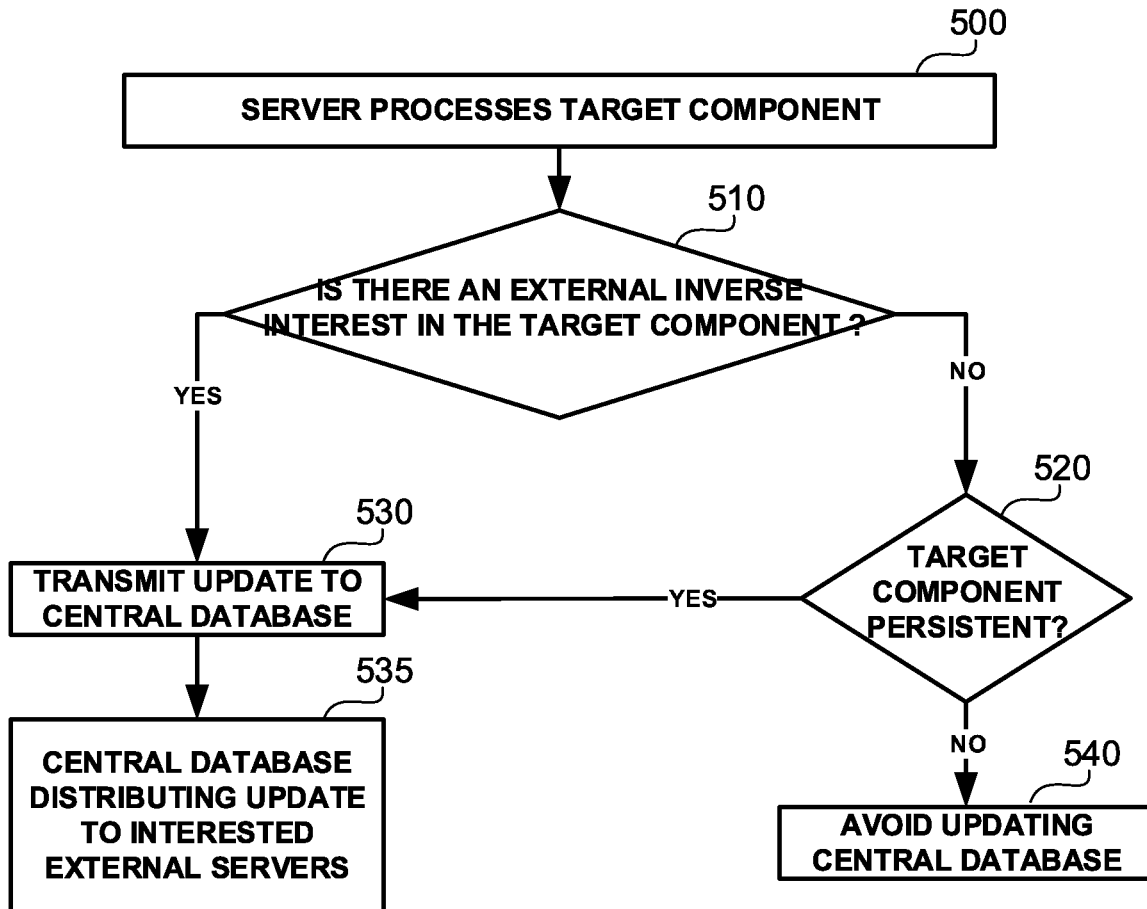 500
SERVER PROCESSES TARGET COMPONENT
510
IS THERE AN EXTERNAL INVERSE
INTEREST IN THE TARGET COMPONENT ?
YES
NO
520
TARGET
COMPONENT
PERSISTENT?
YES
530
TRANSMIT UPDATE TO
CENTRAL DATABASE
535
CENTRAL DATABASE
DISTRIBUTING UPDATE
TO INTERESTED
EXTERNAL SERVERS
NO
540
AVOID UPDATING
CENTRAL DATABASE